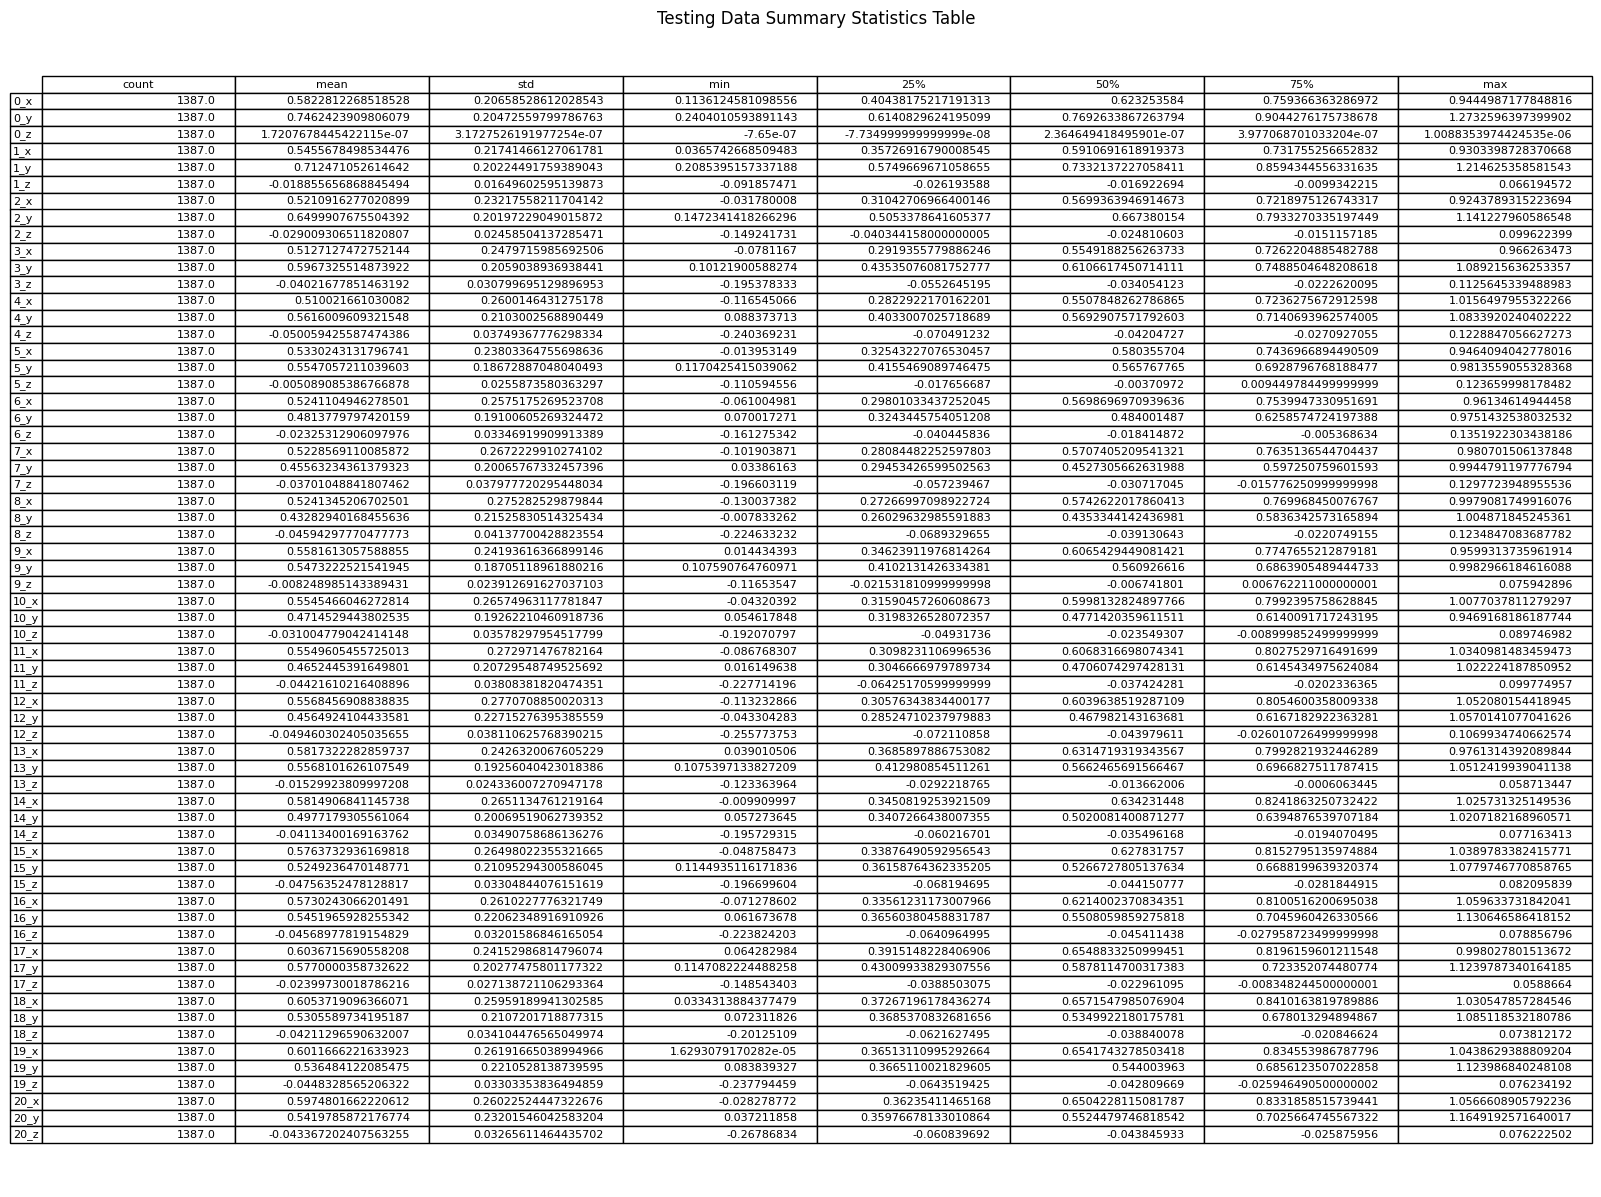 Testing Data Summary Statistics Table
count mean std min 25% 50% 75% max
0_x 1387.0 0.5822812268518528 0.20658528612028543 0.1136124581098556 0.40438175217191313 0.623253584 0.759366363286972 0.9444987177848816
0_y 1387.0 0.7462423909806079 0.20472559799786763 0.2404010593891143 0.6140829624195099 0.7692633867263794 0.9044276175738678 1.2732596397399902
0_z 1387.0 1.7207678445422115e-07 3.1727526191977254e-07 -7.65e-07 -7.734999999999999e-08 2.364649418495901e-07 3.977068701033204e-07 1.0088353974424535e-06
1_x 1387.0 0.5455678498534476 0.21741466127061781 0.0365742668509483 0.35726916790008545 0.5910691618919373 0.731755256652832 0.9303398728370668
1_y 1387.0 0.712471052614642 0.20224491759389043 0.2085395157337188 0.5749669671058655 0.7332137227058411 0.8594344556331635 1.214625358581543
1_z 1387.0 -0.018855656868845494 0.01649602595139873 -0.091857471 -0.026193588 -0.016922694 -0.0099342215 0.066194572
2_x 1387.0 0.5210916277020899 0.23217558211704142 -0.031780008 0.31042706966400146 0.5699363946914673 0.7218975126743317 0.9243789315223694
2_y 1387.0 0.6499907675504392 0.20197229049015872 0.1472341418266296 0.5053378641605377 0.667380154 0.7933270335197449 1.141227960586548
2_z 1387.0 -0.029009306511820807 0.02458504137285471 -0.149241731 -0.040344158000000005 -0.024810603 -0.0151157185 0.099622399
3_x 1387.0 0.5127127472752144 0.2479715985692506 -0.0781167 0.2919355779886246 0.5549188256263733 0.7262204885482788 0.966263473
3_y 1387.0 0.5967325514873922 0.2059038936938441 0.10121900588274 0.43535076081752777 0.6106617450714111 0.7488504648208618 1.089215636253357
3_z 1387.0 -0.04021677851463192 0.030799695129896953 -0.195378333 -0.0552645195 -0.034054123 -0.0222620095 0.1125645339488983
4_x 1387.0 0.510021661030082 0.2600146431275178 -0.116545066 0.2822922170162201 0.5507848262786865 0.7236275672912598 1.0156497955322266
4_y 1387.0 0.5616009609321548 0.2103002568890449 0.088373713 0.4033007025718689 0.5692907571792603 0.7140693962574005 1.0833920240402222
4_z 1387.0 -0.050059425587474386 0.03749367776298334 -0.240369231 -0.070491232 -0.04204727 -0.0270927055 0.1228847056627273
5_x 1387.0 0.5330243131796741 0.23803364755698636 -0.013953149 0.32543227076530457 0.580355704 0.7436966894490509 0.9464094042778016
5_y 1387.0 0.5547057211039603 0.18672887048040493 0.1170425415039062 0.4155469089746475 0.565767765 0.6928796768188477 0.9813559055328368
5_z 1387.0 -0.005089085386766878 0.0255873580363297 -0.110594556 -0.017656687 -0.00370972 0.009449784499999999 0.123659998178482
6_x 1387.0 0.5241104946278501 0.2575175269523708 -0.061004981 0.29801033437252045 0.5698696970939636 0.7539947330951691 0.96134614944458
6_y 1387.0 0.4813779797420159 0.19100605269324472 0.070017271 0.3243445754051208 0.484001487 0.6258574724197388 0.9751432538032532
6_z 1387.0 -0.02325312906097976 0.03346919909913389 -0.161275342 -0.040445836 -0.018414872 -0.005368634 0.1351922303438186
7_x 1387.0 0.5228569110085872 0.2672229910274102 -0.101903871 0.28084482252597803 0.5707405209541321 0.7635136544704437 0.980701506137848
7_y 1387.0 0.45563234361379323 0.20065767332457396 0.03386163 0.29453426599502563 0.4527305662631988 0.597250759601593 0.9944791197776794
7_z 1387.0 -0.03701048841807462 0.037977720295448034 -0.196603119 -0.057239467 -0.030717045 -0.015776250999999998 0.1297723948955536
8_x 1387.0 0.5241345206702501 0.275282529879844 -0.130037382 0.27266997098922724 0.5742622017860413 0.769968450076767 0.9979081749916076
8_y 1387.0 0.43282940168455636 0.21525830514325434 -0.007833262 0.26029632985591883 0.4353344142436981 0.5836342573165894 1.004871845245361
8_z 1387.0 -0.04594297770477773 0.04137700428823554 -0.224633232 -0.0689329655 -0.039130643 -0.0220749155 0.1234847083687782
9_x 1387.0 0.5581613057588855 0.24193616366899146 0.014434393 0.34623911976814264 0.6065429449081421 0.7747655212879181 0.9599313735961914
9_y 1387.0 0.5473222521541945 0.18705118961880216 0.107590764760971 0.4102131426334381 0.560926616 0.6863905489444733 0.9982966184616088
9_z 1387.0 -0.008248985143389431 0.023912691627037103 -0.11653547 -0.021531810999999998 -0.006741801 0.006762211000000001 0.075942896
10_x 1387.0 0.5545466046272814 0.26574963117781847 -0.04320392 0.31590457260608673 0.5998132824897766 0.7992395758628845 1.0077037811279297
10_y 1387.0 0.4714529443802535 0.19262210460918736 0.054617848 0.3198326528072357 0.4771420359611511 0.6140091717243195 0.9469168186187744
10_z 1387.0 -0.031004779042414148 0.03578297954517799 -0.192070797 -0.04931736 -0.023549307 -0.008999852499999999 0.089746982
11_x 1387.0 0.5549605455725013 0.272971476782164 -0.086768307 0.3098231106996536 0.6068316698074341 0.8027529716491699 1.0340981483459473
11_y 1387.0 0.4652445391649801 0.20729548749525692 0.016149638 0.3046666979789734 0.4706074297428131 0.6145434975624084 1.022224187850952
11_z 1387.0 -0.04421610216408896 0.03808381820474351 -0.227714196 -0.06425170599999999 -0.037424281 -0.0202336365 0.099774957
12_x 1387.0 0.5568456908838835 0.2770708850020313 -0.113232866 0.30576343834400177 0.6039638519287109 0.8054600358009338 1.052080154418945
12_y 1387.0 0.4564924104433581 0.22715276395385559 -0.043304283 0.28524710237979883 0.467982143163681 0.6167182922363281 1.0570141077041626
12_z 1387.0 -0.049460302405035655 0.038110625768390215 -0.255773753 -0.072110858 -0.043979611 -0.026010726499999998 0.1069934740662574
13_x 1387.0 0.5817322282859737 0.2426320067605229 0.039010506 0.3685897886753082 0.6314719319343567 0.7992821932446289 0.9761314392089844
13_y 1387.0 0.5568101626107549 0.19256040423018386 0.1075397133827209 0.412980854511261 0.5662465691566467 0.6966827511787415 1.0512419939041138
13_z 1387.0 -0.01529923809997208 0.024336007270947178 -0.123363964 -0.0292218765 -0.013662006 -0.0006063445 0.058713447
14_x 1387.0 0.5814906841145738 0.2651134761219164 -0.009909997 0.3450819253921509 0.634231448 0.8241863250732422 1.025731325149536
14_y 1387.0 0.4977179305561064 0.20069519062739352 0.057273645 0.3407266438007355 0.5020081400871277 0.6394876539707184 1.0207182168960571
14_z 1387.0 -0.04113400169163762 0.03490758686136276 -0.195729315 -0.060216701 -0.035496168 -0.0194070495 0.077163413
15_x 1387.0 0.5763732936169818 0.26498022355321665 -0.048758473 0.33876490592956543 0.627831757 0.8152795135974884 1.0389783382415771
15_y 1387.0 0.5249236470148771 0.21095294300586045 0.1144935116171836 0.36158764362335205 0.5266727805137634 0.6688199639320374 1.0779746770858765
15_z 1387.0 -0.04756352478128817 0.03304844076151619 -0.196699604 -0.068194695 -0.044150777 -0.0281844915 0.082095839
16_x 1387.0 0.5730243066201491 0.2610227776321749 -0.071278602 0.33561231173007966 0.6214002370834351 0.8100516200695038 1.059633731842041
16_y 1387.0 0.5451965928255342 0.22062348916910926 0.061673678 0.36560380458831787 0.5508059859275818 0.7045960426330566 1.130646586418152
16_z 1387.0 -0.04568977819154829 0.03201586846165054 -0.223824203 -0.064096​4995 -0.045411438 -0.027958723499999998 0.078856796
17_x 1387.0 0.6036715690558208 0.24152986814796074 0.064282984 0.3915148228406906 0.6548833250999451 0.8196159601211548 0.998027801513672
17_y 1387.0 0.5770000358732622 0.20277475801177322 0.1147082224488258 0.43009933829307556 0.5878114700317383 0.723352074480774 1.1239787340164185
17_z 1387.0 -0.02399730018786216 0.027138721106293364 -0.148543403 -0.0388503075 -0.022961095 -0.008348244500000001 0.0588664
18_x 1387.0 0.6053719096366071 0.25959189941302585 0.0334313884377479 0.37267196178436274 0.6571547985076904 0.8410163819789886 1.030547857284546
18_y 1387.0 0.5305589734195187 0.2107201718877315 0.072311826 0.3685370832681656 0.5349922180175781 0.678013294894867 1.085118532180786
18_z 1387.0 -0.04211296590632007 0.034104476565049974 -0.20125109 -0.0621627495 -0.038840078 -0.020846624 0.073812172
19_x 1387.0 0.6011666221633923 0.26191665038994966 1.6293079170282e-05 0.36513110995292664 0.6541743278503418 0.834553986787796 1.0438629388809204
19_y 1387.0 0.536484122085475 0.2210528138739595 0.083839327 0.3665110021829605 0.544003963 0.6856123507022858 1.123986840248108
19_z 1387.0 -0.0448328565206322 0.03303353836494859 -0.237794459 -0.0643519425 -0.042809669 -0.025946490500000002 0.076234192
20_x 1387.0 0.5974801662220612 0.26022524447322676 -0.028278772 0.36235411465168 0.6504228115081787 0.8331858515739441 1.0566608905792236
20_y 1387.0 0.5419785872176774 0.23201546042583204 0.037211858 0.35976678133010864 0.5524479746818542 0.7025664745567322 1.1649192571640017
20_z 1387.0 -0.043367202407563255 0.03265611464435702 -0.26786834 -0.060839692 -0.043845933 -0.025875956 0.076222502